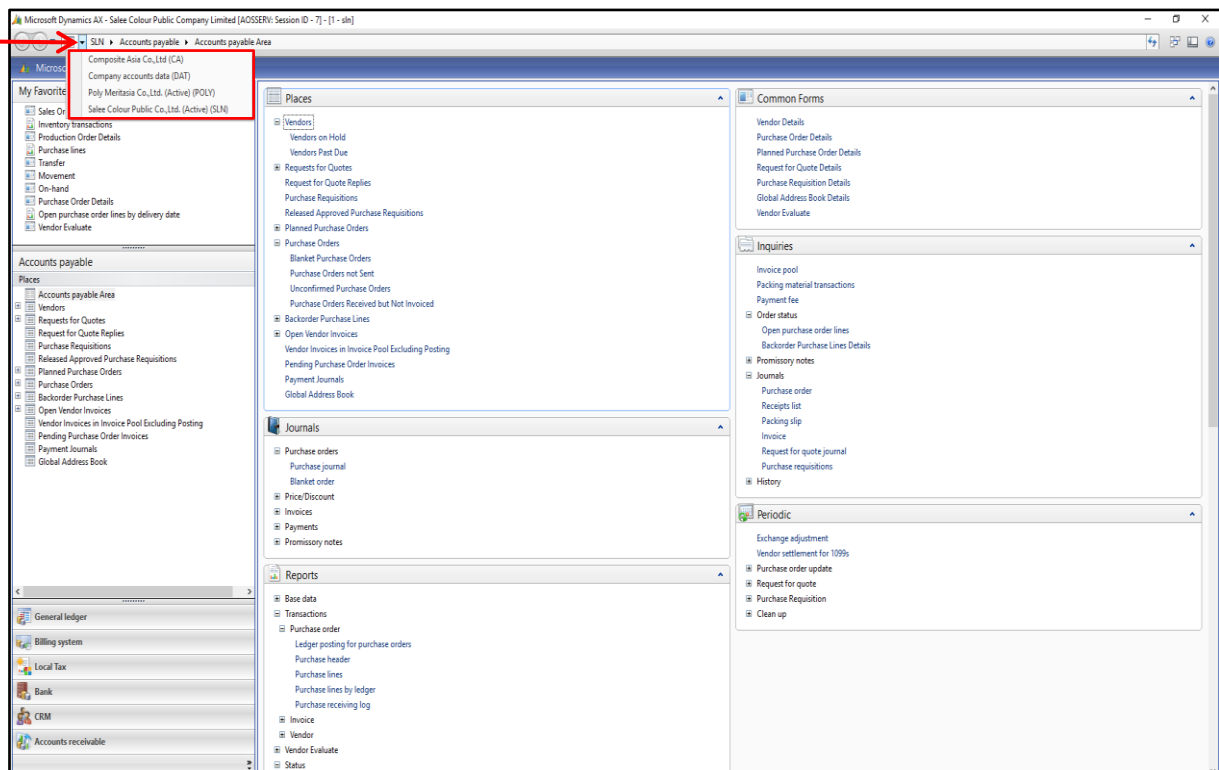 Microsoft Dynamics AX - Salee Colour Public Company Limited [AOSSERV: Session ID - 7] - [1 - sln]
SLN Accounts payable Accounts payable Area
Composite Asia Co.,Ltd (CA)
Company accounts data (DAT)
Poly Meritasia Co.,Ltd. (Active) (POLY)
Salee Colour Public Co.,Ltd. (Active) (SLN)
Microsc
My Favorite
Sales Or
Inventory transactions
Production Order Details
Purchase lines
Transfer
Movement
On-hand
Purchase Order Details
Open purchase order lines by delivery date
Vendor Evaluate
Accounts payable
Places
Accounts payable Area
Vendors
Requests for Quotes
Request for Quote Replies
Purchase Requisitions
Released Approved Purchase Requisitions
Planned Purchase Orders
Purchase Orders
Backorder Purchase Lines
Open Vendor Invoices
Vendor Invoices in Invoice Pool Excluding Posting
Pending Purchase Order Invoices
Payment Journals
Global Address Book
General ledger
Billing system
Local Tax
Bank
CRM
Accounts receivable
Places
Vendors
Vendors on Hold
Vendors Past Due
Requests for Quotes
Request for Quote Replies
Purchase Requisitions
Released Approved Purchase Requisitions
Planned Purchase Orders
Purchase Orders
Blanket Purchase Orders
Purchase Orders not Sent
Unconfirmed Purchase Orders
Purchase Orders Received but Not Invoiced
Backorder Purchase Lines
Open Vendor Invoices
Vendor Invoices in Invoice Pool Excluding Posting
Pending Purchase Order Invoices
Payment Journals
Global Address Book
Journals
Purchase orders
Purchase journal
Blanket order
Price/Discount
Invoices
Payments
Promissory notes
Reports
Base data
Transactions
Purchase order
Ledger posting for purchase orders
Purchase header
Purchase lines
Purchase lines by ledger
Purchase receiving log
Invoice
Vendor
Vendor Evaluate
Status
Common Forms
Vendor Details
Purchase Order Details
Planned Purchase Order Details
Request for Quote Details
Purchase Requisition Details
Global Address Book Details
Vendor Evaluate
Inquiries
Invoice pool
Packing material transactions
Payment fee
Order status
Open purchase order lines
Backorder Purchase Lines Details
Promissory notes
Journals
Purchase order
Receipts list
Packing slip
Invoice
Request for quote journal
Purchase requisitions
History
Periodic
Exchange adjustment
Vendor settlement for 1099s
Purchase order update
Request for quote
Purchase Requisition
Clean up